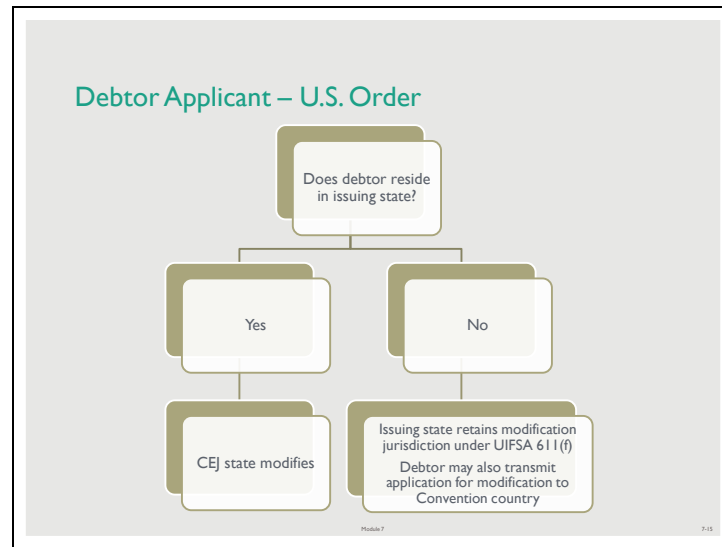 Debtor Applicant – U.S. Order
Does debtor reside
in issuing state?
Yes
No
CEJ state modifies
Issuing state retains modification
jurisdiction under UIFSA 611(f)
Debtor may also transmit
application for modification to
Convention country
Module 7
7-15